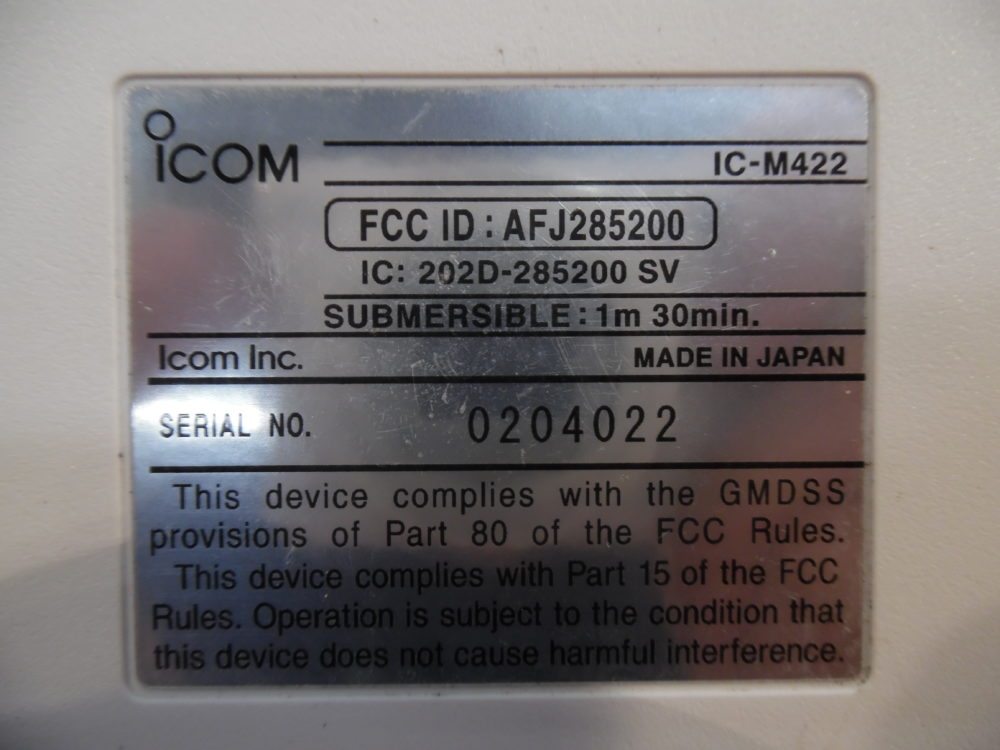 ICOM
IC-M422
FCC ID : AFJ285200
IC: 202D-285200 SV
SUBMERSIBLE : 1m 30min.
Icom Inc. MADE IN JAPAN
SERIAL NO. 0204022
This device complies with the GMDSS
provisions of Part 80 of the FCC Rules.
This device complies with Part 15 of the FCC
Rules. Operation is subject to the condition that
this device does not cause harmful interference.